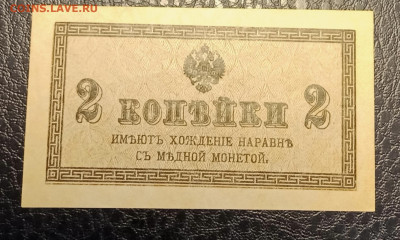 coins.LAVE.RU
2 КОПѢЙКИ 2
ИМѢЮТЪ ХОЖДЕНІЕ НАРАВНѢ
СЪ МѢДНОЙ МОНЕТОЙ.